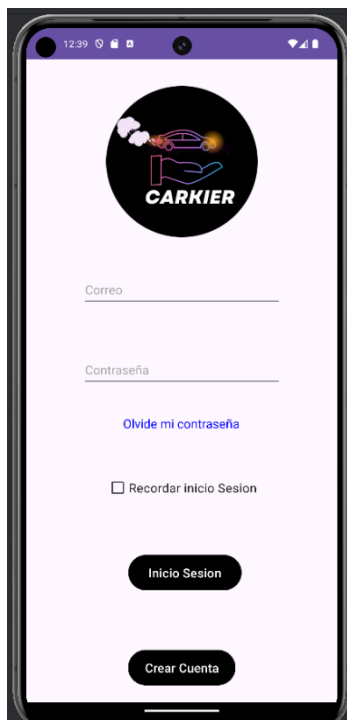 12:39
CARKIER
Correo
Contraseña
Olvide mi contraseña
Recordar inicio Sesion
Inicio Sesion
Crear Cuenta